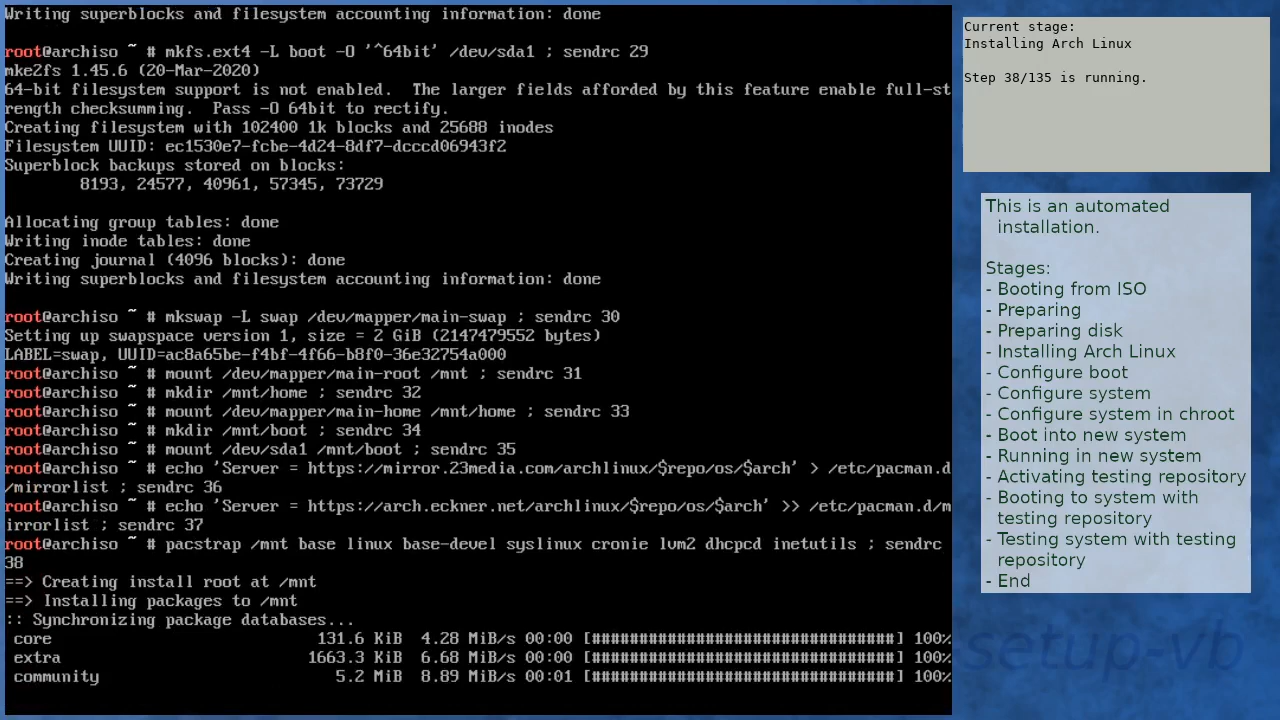 Writing superblocks and filesystem accounting information: done
root@archiso ~ # mkfs.ext4 -L boot -O '^64bit' /dev/sda1 ; sendrc 29
mke2fs 1.45.6 (20-Mar-2020)
64-bit filesystem support is not enabled.  The larger fields afforded by this feature enable full-st
rength checksumming.  Pass -O 64bit to rectify.
Creating filesystem with 102400 1k blocks and 25688 inodes
Filesystem UUID: ec1530e7-fcbe-4d24-8df7-dcccd06943f2
Superblock backups stored on blocks:
        8193, 24577, 40961, 57345, 73729
Allocating group tables: done
Writing inode tables: done
Creating journal (4096 blocks): done
Writing superblocks and filesystem accounting information: done
root@archiso ~ # mkswap -L swap /dev/mapper/main-swap ; sendrc 30
Setting up swapspace version 1, size = 2 GiB (2147479552 bytes)
LABEL=swap, UUID=ac8a65be-f4bf-4f66-b8f0-36e32754a000
root@archiso ~ # mount /dev/mapper/main-root /mnt ; sendrc 31
root@archiso ~ # mkdir /mnt/home ; sendrc 32
root@archiso ~ # mount /dev/mapper/main-home /mnt/home ; sendrc 33
root@archiso ~ # mkdir /mnt/boot ; sendrc 34
root@archiso ~ # mount /dev/sda1 /mnt/boot ; sendrc 35
root@archiso ~ # echo 'Server = https://mirror.23media.com/archlinux/$repo/os/$arch' > /etc/pacman.d
/mirrorlist ; sendrc 36
root@archiso ~ # echo 'Server = https://arch.eckner.net/archlinux/$repo/os/$arch' >> /etc/pacman.d/m
irrorlist ; sendrc 37
root@archiso ~ # pacstrap /mnt base linux base-devel syslinux cronie lvm2 dhcpcd inetutils ; sendrc
38
==> Creating install root at /mnt
==> Installing packages to /mnt
:: Synchronizing package databases...
 core                            131.6 KiB  4.28 MiB/s 00:00 [################################] 100%
 extra                          1663.3 KiB  6.68 MiB/s 00:00 [################################] 100%
 community                         5.2 MiB  8.89 MiB/s 00:01 [################################] 100%
Current stage:
Installing Arch Linux
Step 38/135 is running.
This is an automated
installation.
Stages:
- Booting from ISO
- Preparing
- Preparing disk
- Installing Arch Linux
- Configure boot
- Configure system
- Configure system in chroot
- Boot into new system
- Running in new system
- Activating testing repository
- Booting to system with
testing repository
- Testing system with testing
repository
- End
setup-vb